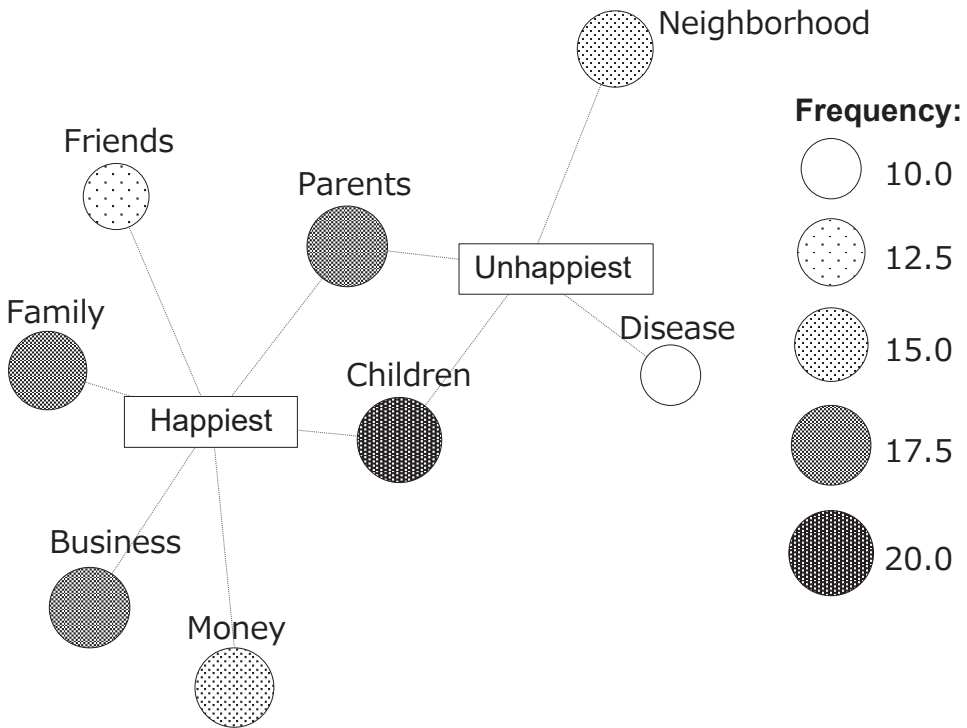 Neighborhood
Frequency:
Friends
10.0
Parents
12.5
Unhappiest
Family
Disease
15.0
Children
Happiest
17.5
Business
20.0
Money